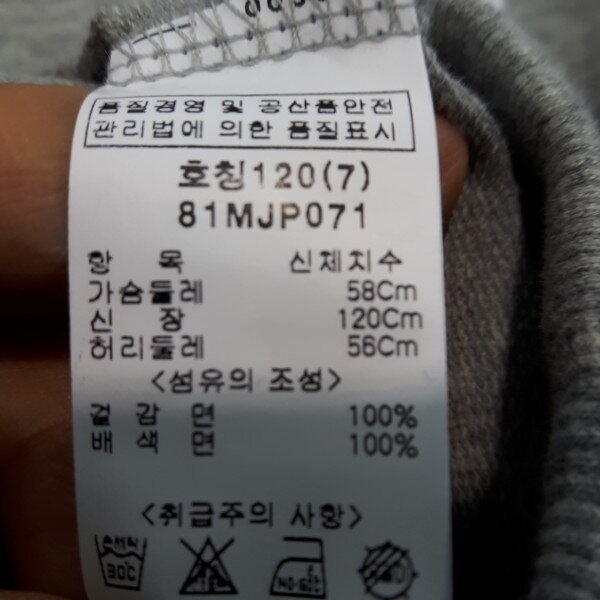 품질경영 및 공산품안전
관리법에 의한 품질표시
호칭120(7)
81MJP071
항 목 신체치수
가슴둘레 58Cm
신 장 120Cm
허리둘레 56Cm
<섬유의 조성>
겉 감 면 100%
배 색 면 100%
<취급주의 사항>
손세탁
30℃